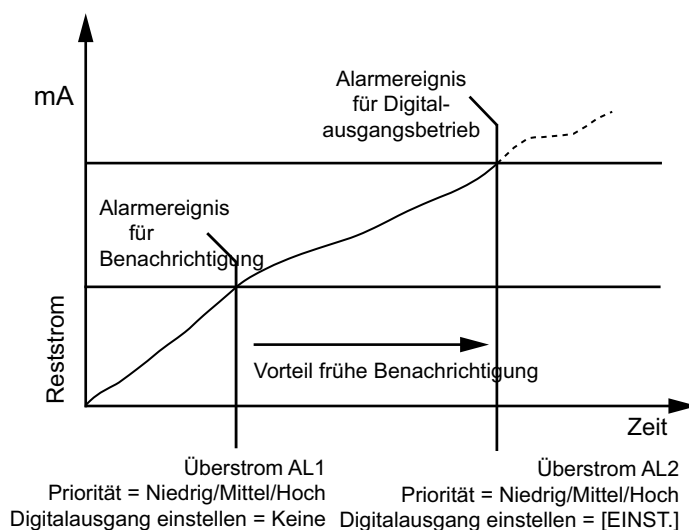 Alarmereignis
für Digital-
ausgangsbetrieb
mA
Alarmereignis
für
Benachrichtigung
Reststrom
Vorteil frühe Benachrichtigung
Zeit
Überstrom AL1
Priorität = Niedrig/Mittel/Hoch
Digitalausgang einstellen = Keine
Überstrom AL2
Priorität = Niedrig/Mittel/Hoch
Digitalausgang einstellen = [EINST.]